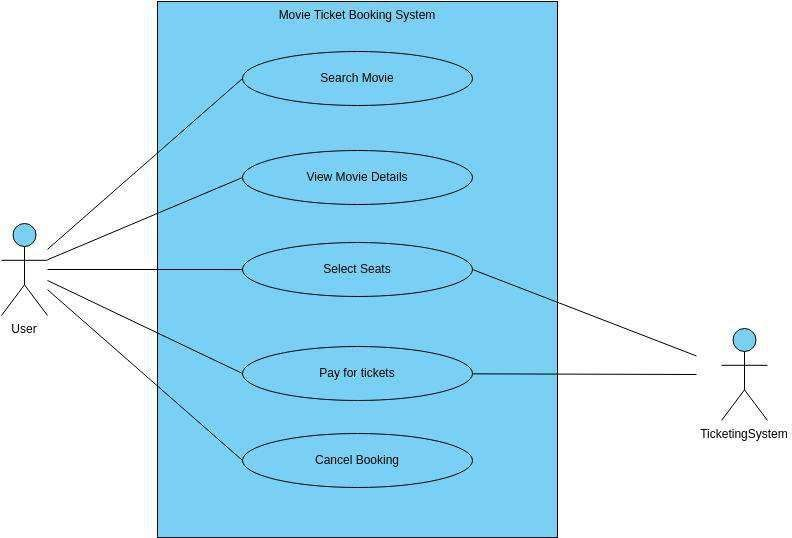 Movie Ticket Booking System
Search Movie
View Movie Details
Select Seats
User
Pay for tickets
TicketingSystem
Cancel Booking